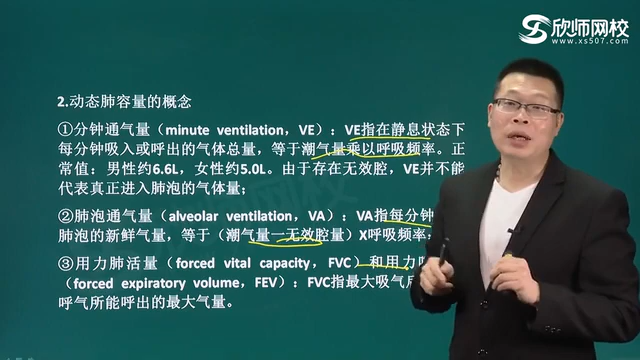 欣师网校
www.xs507.com
2.动态肺容量的概念
①分钟通气量（minute ventilation，VE）：VE指在静息状态下
每分钟吸入或呼出的气体总量，等于潮气量乘以呼吸频率。正
常值：男性约6.6L，女性约5.0L。由于存在无效腔，VE并不能
代表真正进入肺泡的气体量；
②肺泡通气量（alveolar ventilation，VA）：VA指每分钟
肺泡的新鲜气量，等于（潮气量一无效腔量）X呼吸频率；
③用力肺活量（forced vital capacity，FVC）和用力
（forced expiratory volume，FEV）：FVC指最大吸气
呼气所能呼出的最大气量。